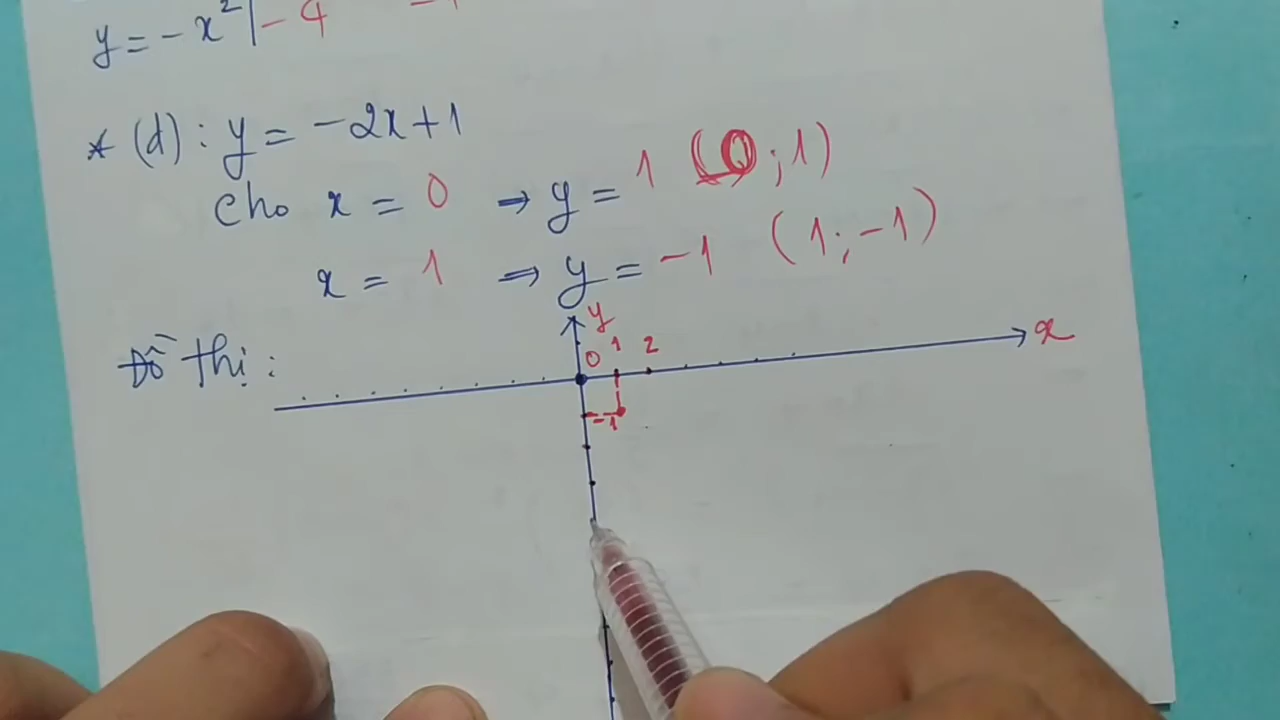 y = -x² | -4 -1
* (d): y = -2x+1
Cho x = 0 → y = 1 (0;1)
x = 1 → y = -1 (1;-1)
Đồ thị:
y
0 1 2 x
-1